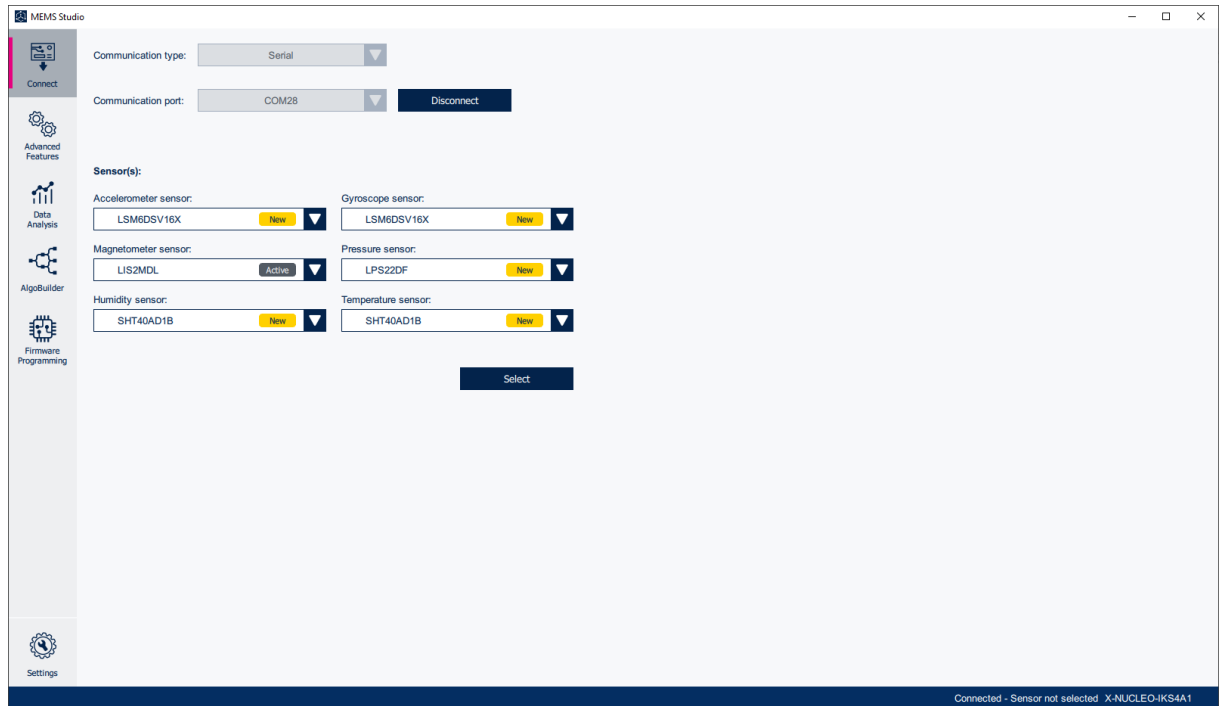 MEMS Studio
Connect
Advanced
Features
Data
Analysis
AlgoBuilder
Firmware
Programming
Settings
Communication type: Serial
Communication port: COM28 Disconnect
Sensor(s):
Accelerometer sensor: Gyroscope sensor:
LSM6DSV16X New LSM6DSV16X New
Magnetometer sensor: Pressure sensor:
LIS2MDL Active LPS22DF New
Humidity sensor: Temperature sensor:
SHT40AD1B New SHT40AD1B New
Select
Connected - Sensor not selected X-NUCLEO-IKS4A1